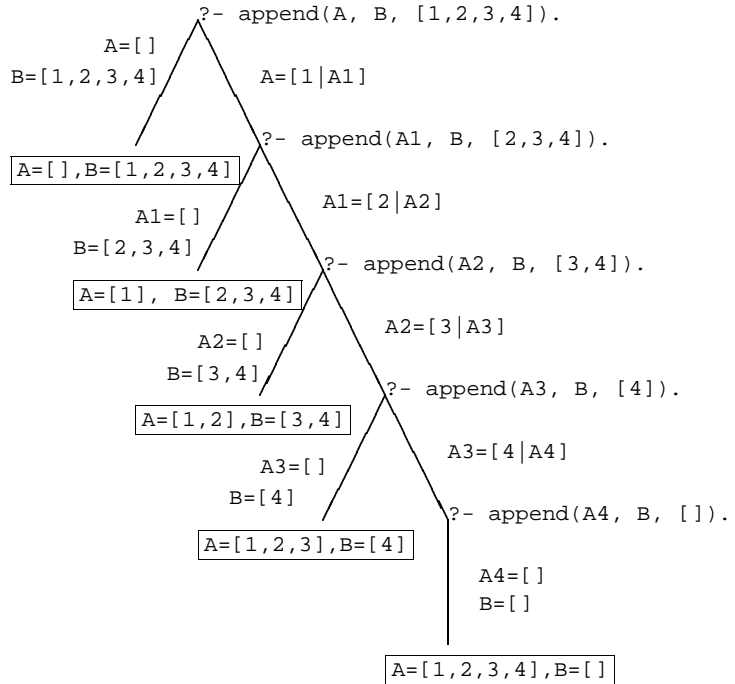 ?- append(A, B, [1,2,3,4]).
A=[]
B=[1,2,3,4]
A=[1|A1]
?- append(A1, B, [2,3,4]).
A=[],B=[1,2,3,4]
A1=[]
B=[2,3,4]
A1=[2|A2]
?- append(A2, B, [3,4]).
A=[1], B=[2,3,4]
A2=[]
B=[3,4]
A2=[3|A3]
?- append(A3, B, [4]).
A=[1,2],B=[3,4]
A3=[]
B=[4]
A3=[4|A4]
?- append(A4, B, []).
A=[1,2,3],B=[4]
A4=[]
B=[]
A=[1,2,3,4],B=[]